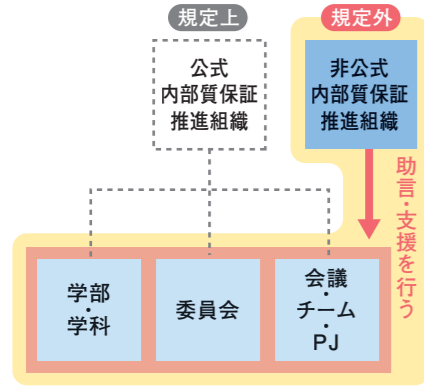 規定上
規定外
公式
内部質保証
推進組織
非公式
内部質保証
推進組織
助言・支援を行う
学部
・
学科
委員会
会議
・
チーム
・
PJ